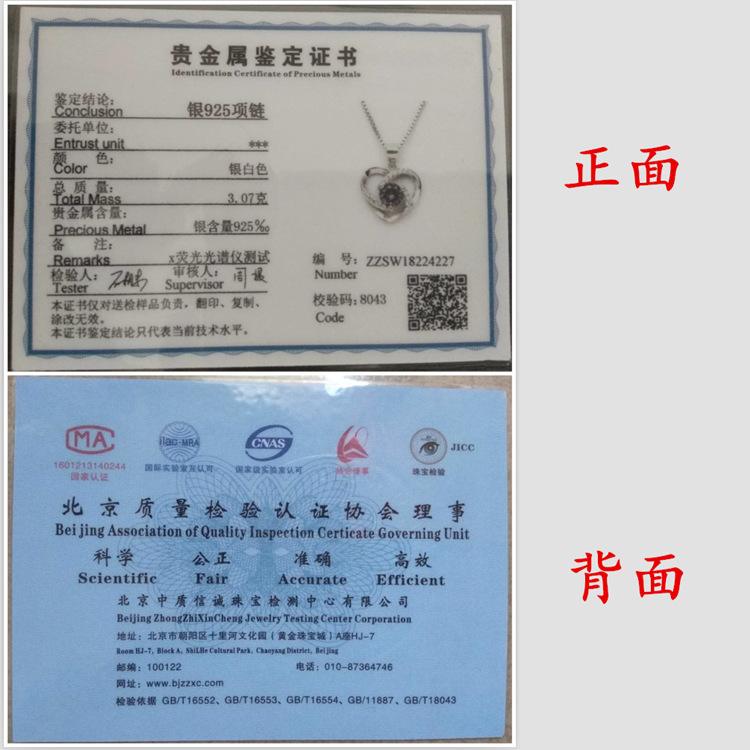 贵金属鉴定证书
Identification Certificate of Precious Metals
鉴定结论：
Conclusion 银925项链
委托单位：
Entrust unit ***
颜 色：
Color 银白色
总 质 量：
Total Mass 3.07克
贵金属含量：
Precious Metal 银含量925‰
备 注：
Remarks x荧光光谱仪测试
检验人： 审核人：
Tester Supervisor
本证书仅对送检样品负责，翻印、复制、
涂改无效。
本证书鉴定结论只代表当前技术水平。
编 号：ZZSW18224227
Number
校验码：8043
Code
正面
MA
1601213140244
国家认证
ilac-MRA
国际实验室互认可
CNAS
国家级实验室认可
协会理事
JICC
珠宝检验
北京质量检验认证协会理事
Beijing Association of Quality Inspection Certicate Governing Unit
科学 公正 准确 高效
Scientific Fair Accurate Efficient
北京中质信诚珠宝检测中心有限公司
Beijing ZhongZhiXinCheng Jewelry Testing Center Corporation
地址：北京市朝阳区十里河文化园（黄金珠宝城）A座HJ-7
Room HJ-7, Block A, ShiLHe Cultural Park, Chaoyang District, Beijing
邮编：100122 电话：010-87364746
网址：www.bjzzxc.com
检验依据 GB/T16552、GB/T16553、GB/T16554、GB/11887、GB/T18043
背面